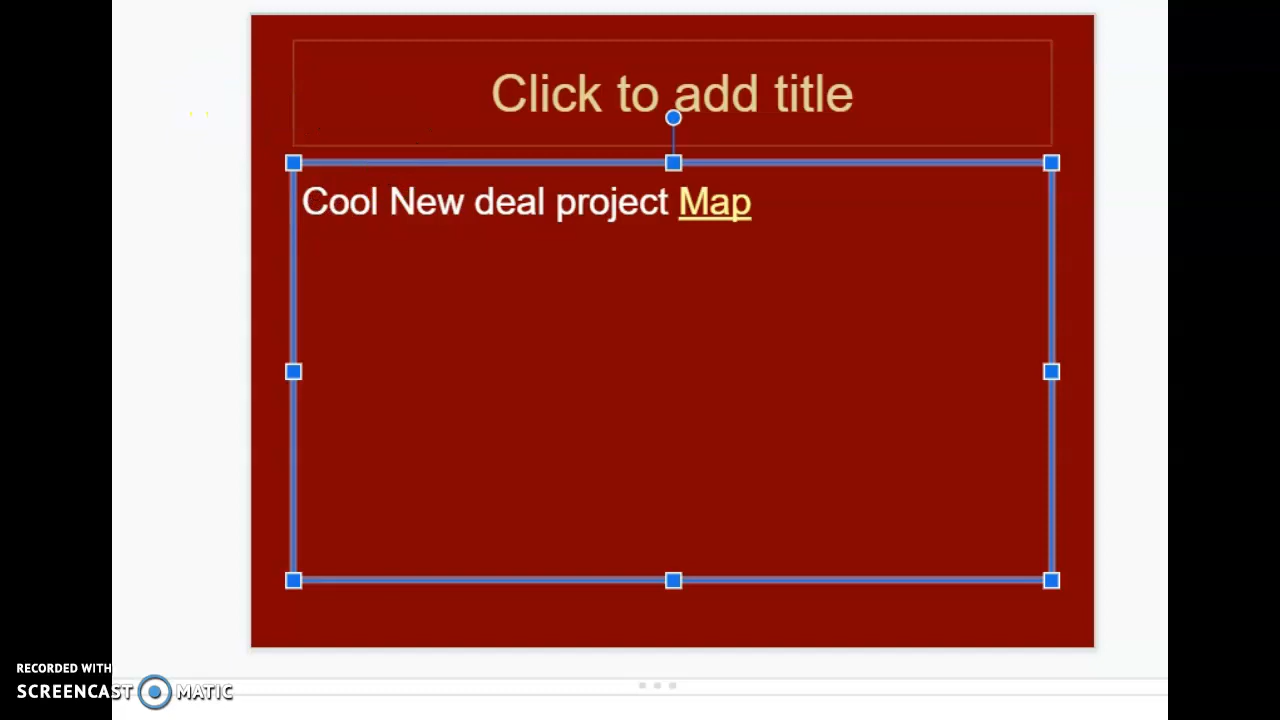 Click to add title
Cool New deal project Map
RECORDED WITH
SCREENCAST MATIC